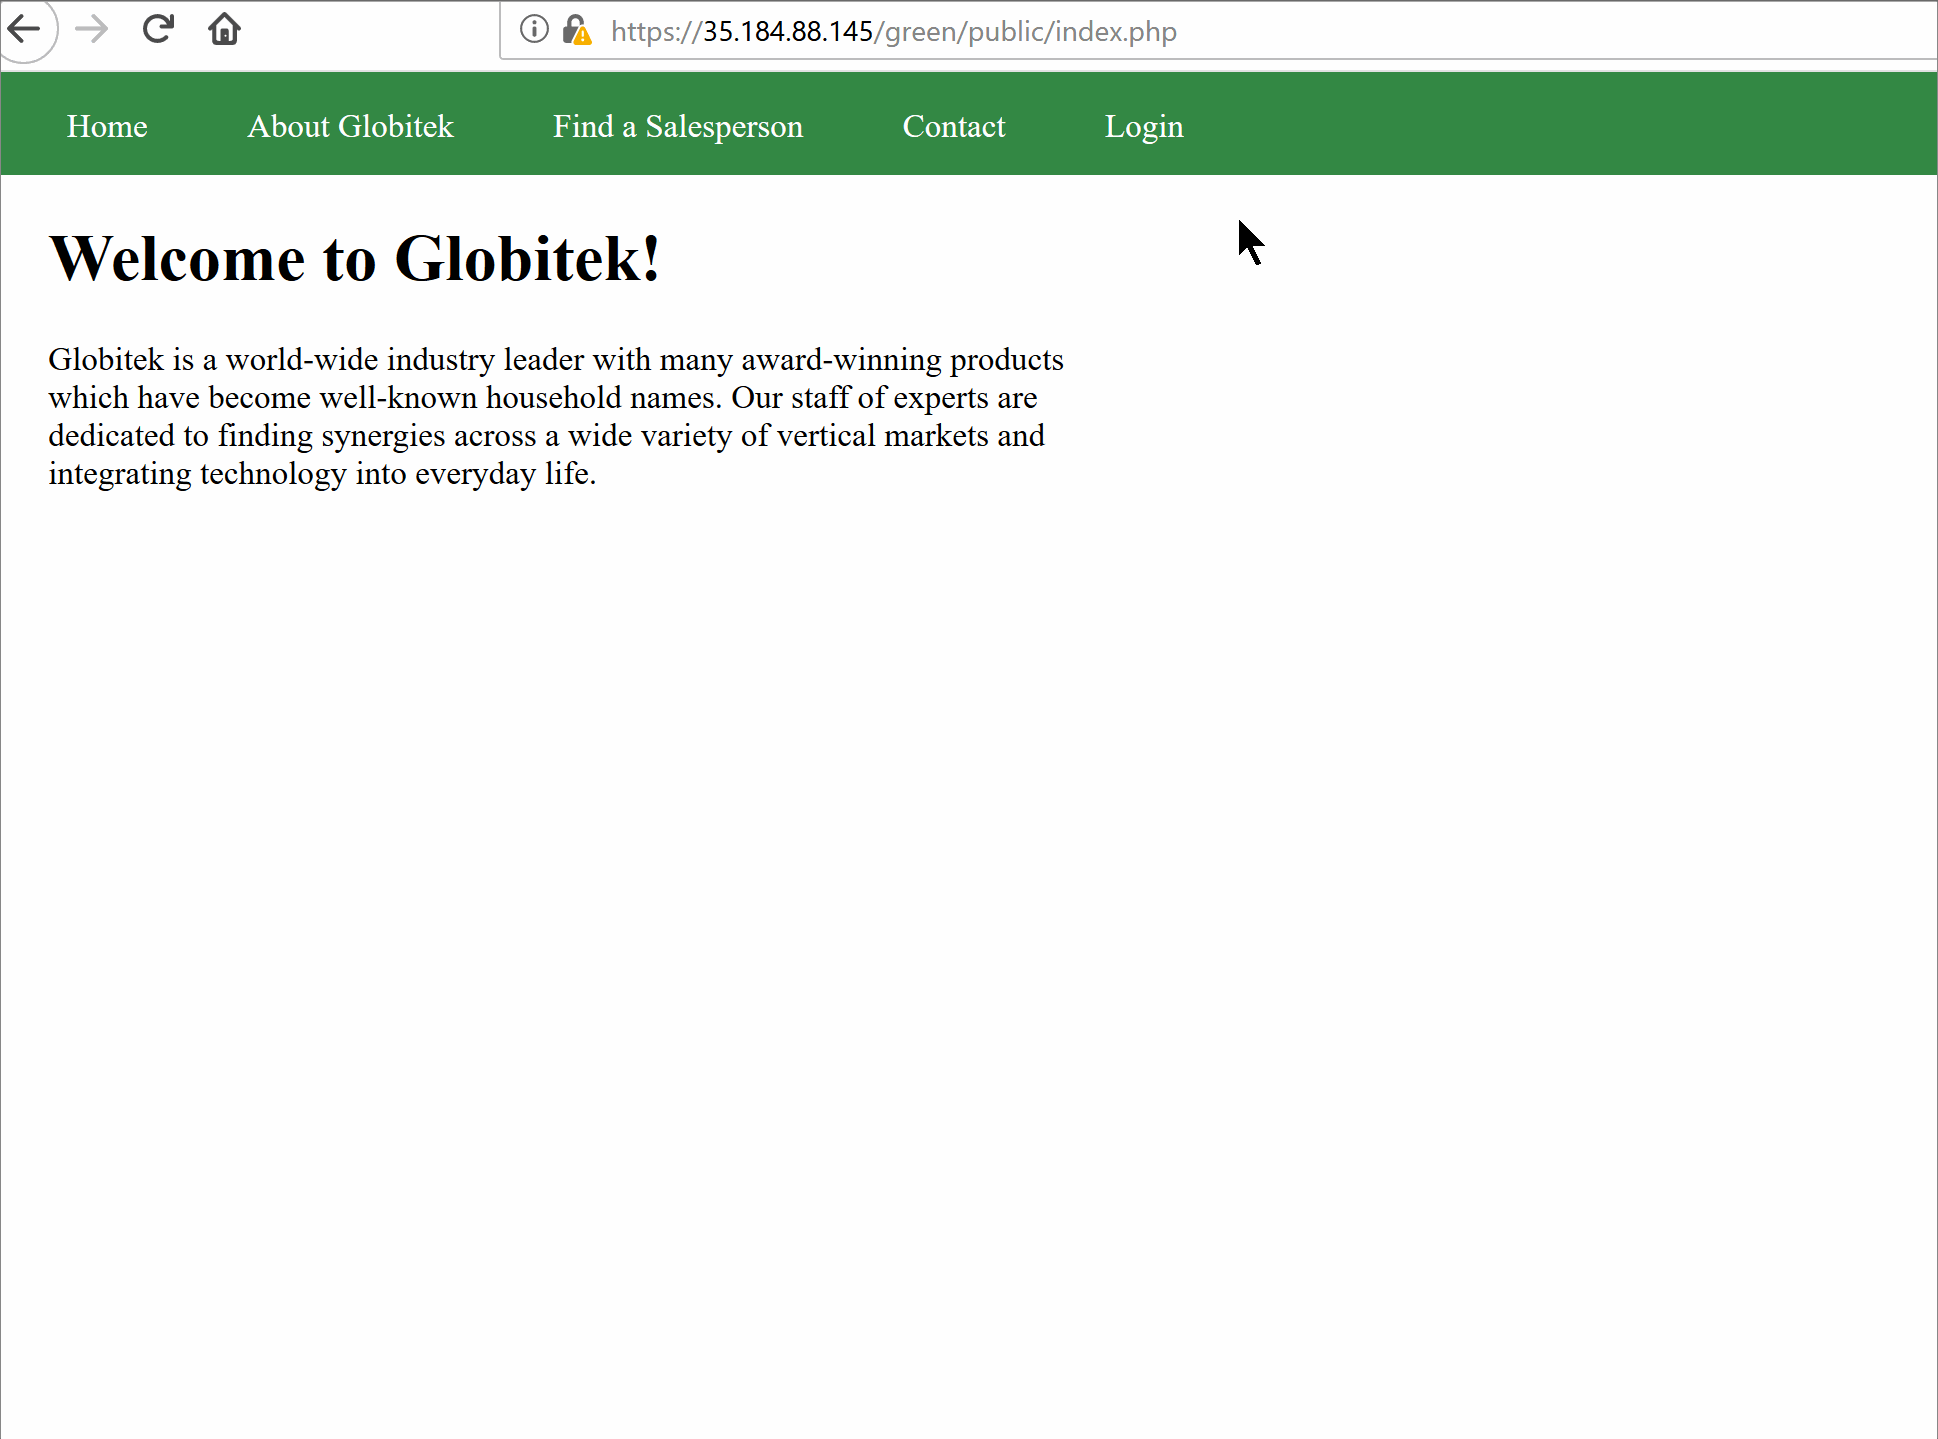 https://35.184.88.145/green/public/index.php
Home About Globitek Find a Salesperson Contact Login
Welcome to Globitek!
Globitek is a world-wide industry leader with many award-winning products
which have become well-known household names. Our staff of experts are
dedicated to finding synergies across a wide variety of vertical markets and
integrating technology into everyday life.